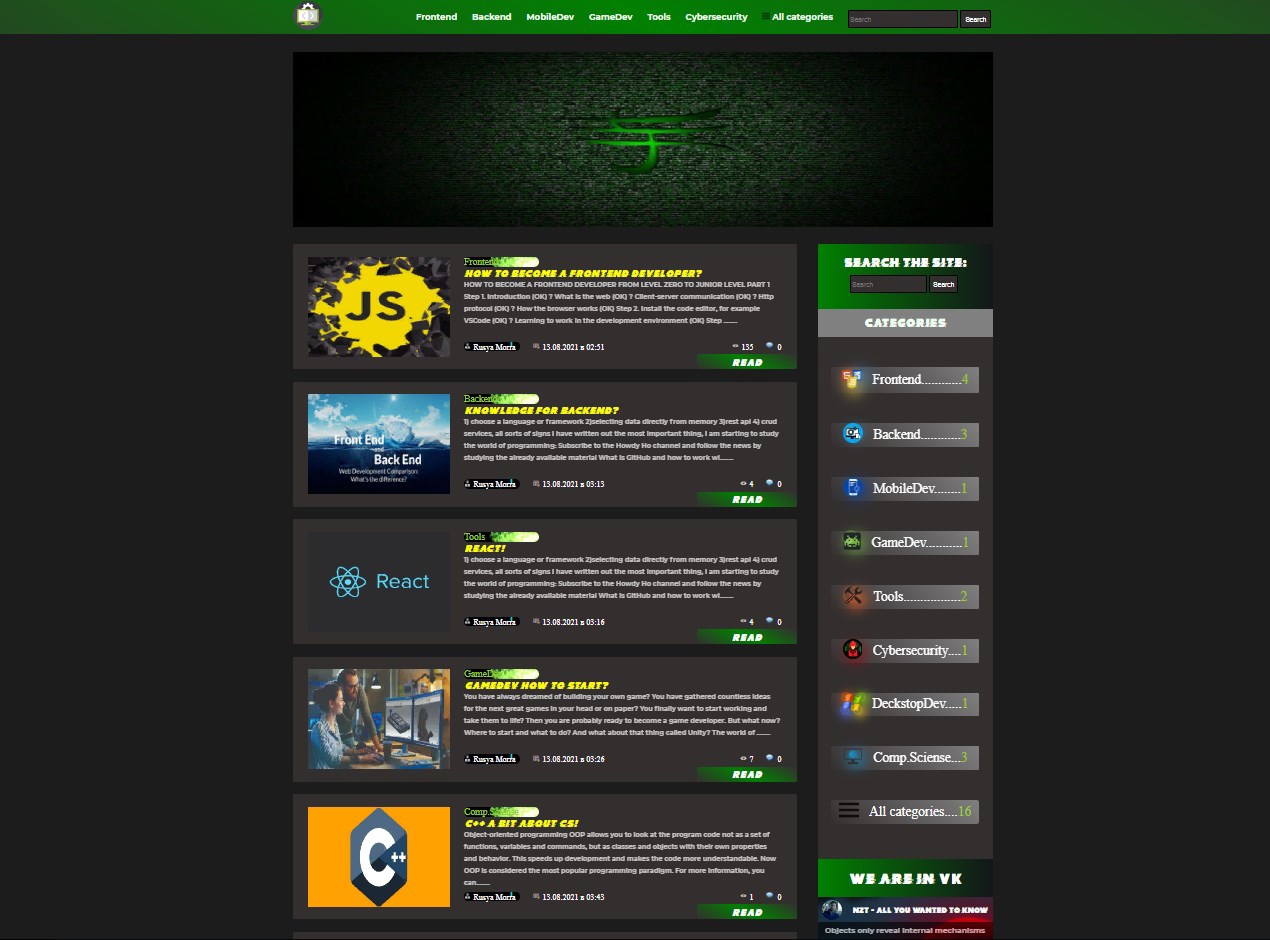 Frontend Backend MobileDev GameDev Tools Cybersecurity All categories Search Search
Frontend
HOW TO BECOME A FRONTEND DEVELOPER?
HOW TO BECOME A FRONTEND DEVELOPER FROM LEVEL ZERO TO JUNIOR LEVEL PART 1
Step 1. Introduction (OK) ? What is the web (OK) ? Client-server communication (OK) ? Http
protocol (OK) ? How the browser works (OK) Step 2. Install the code editor, for example
VSCode (OK) ? Learning to work in the development environment (OK) Step .......
JS
Rusya Morra 13.08.2021 в 02:51 135 0
READ
Backend
KNOWLEDGE FOR BACKEND?
1) choose a language or framework 2)selecting data directly from memory 3)rest api 4) crud
services, all sorts of signs I have written out the most important thing, I am starting to study
the world of programming: Subscribe to the Howdy Ho channel and follow the news by
studying the already available material What is GitHub and how to work wi.......
Front End
and
Back End
Web Development Comparison
What's the difference?
Rusya Morra 13.08.2021 в 03:13 4 0
READ
Tools
REACT!
1) choose a language or framework 2)selecting data directly from memory 3)rest api 4) crud
services, all sorts of signs I have written out the most important thing, I am starting to study
the world of programming: Subscribe to the Howdy Ho channel and follow the news by
studying the already available material What is GitHub and how to work wi.......
React
Rusya Morra 13.08.2021 в 03:16 4 0
READ
GAMEDEV HOW TO START?
You have always dreamed of building your own game? You have gathered countless ideas
for the next great games in your head or on paper? You finally want to start working and
take them to life? Then you are probably ready to become a game developer. But what now?
Where to start and what to do? And what about that thing called Unity? The world of .......
Rusya Morra 13.08.2021 в 03:26 7 0
READ
C++ A BIT ABOUT CS!
Object-oriented programming OOP allows you to look at the program code not as a set of
functions, variables and commands, but as classes and objects with their own properties
and behavior. This speeds up development and makes the code more understandable. Now
OOP is considered the most popular programming paradigm. For more information, you
can.......
C++
Rusya Morra 13.08.2021 в 03:43 1 0
READ
SEARCH THE SITE:
Search Search
CATEGORIES
Frontend............4
Backend............3
MobileDev........1
GameDev...........1
Tools.................2
Cybersecurity....1
DeckstopDev.....1
Comp.Sciense...3
All categories....16
WE ARE IN VK
NZT - ALL YOU WANTED TO KNOW
Objects only reveal internal mechanisms